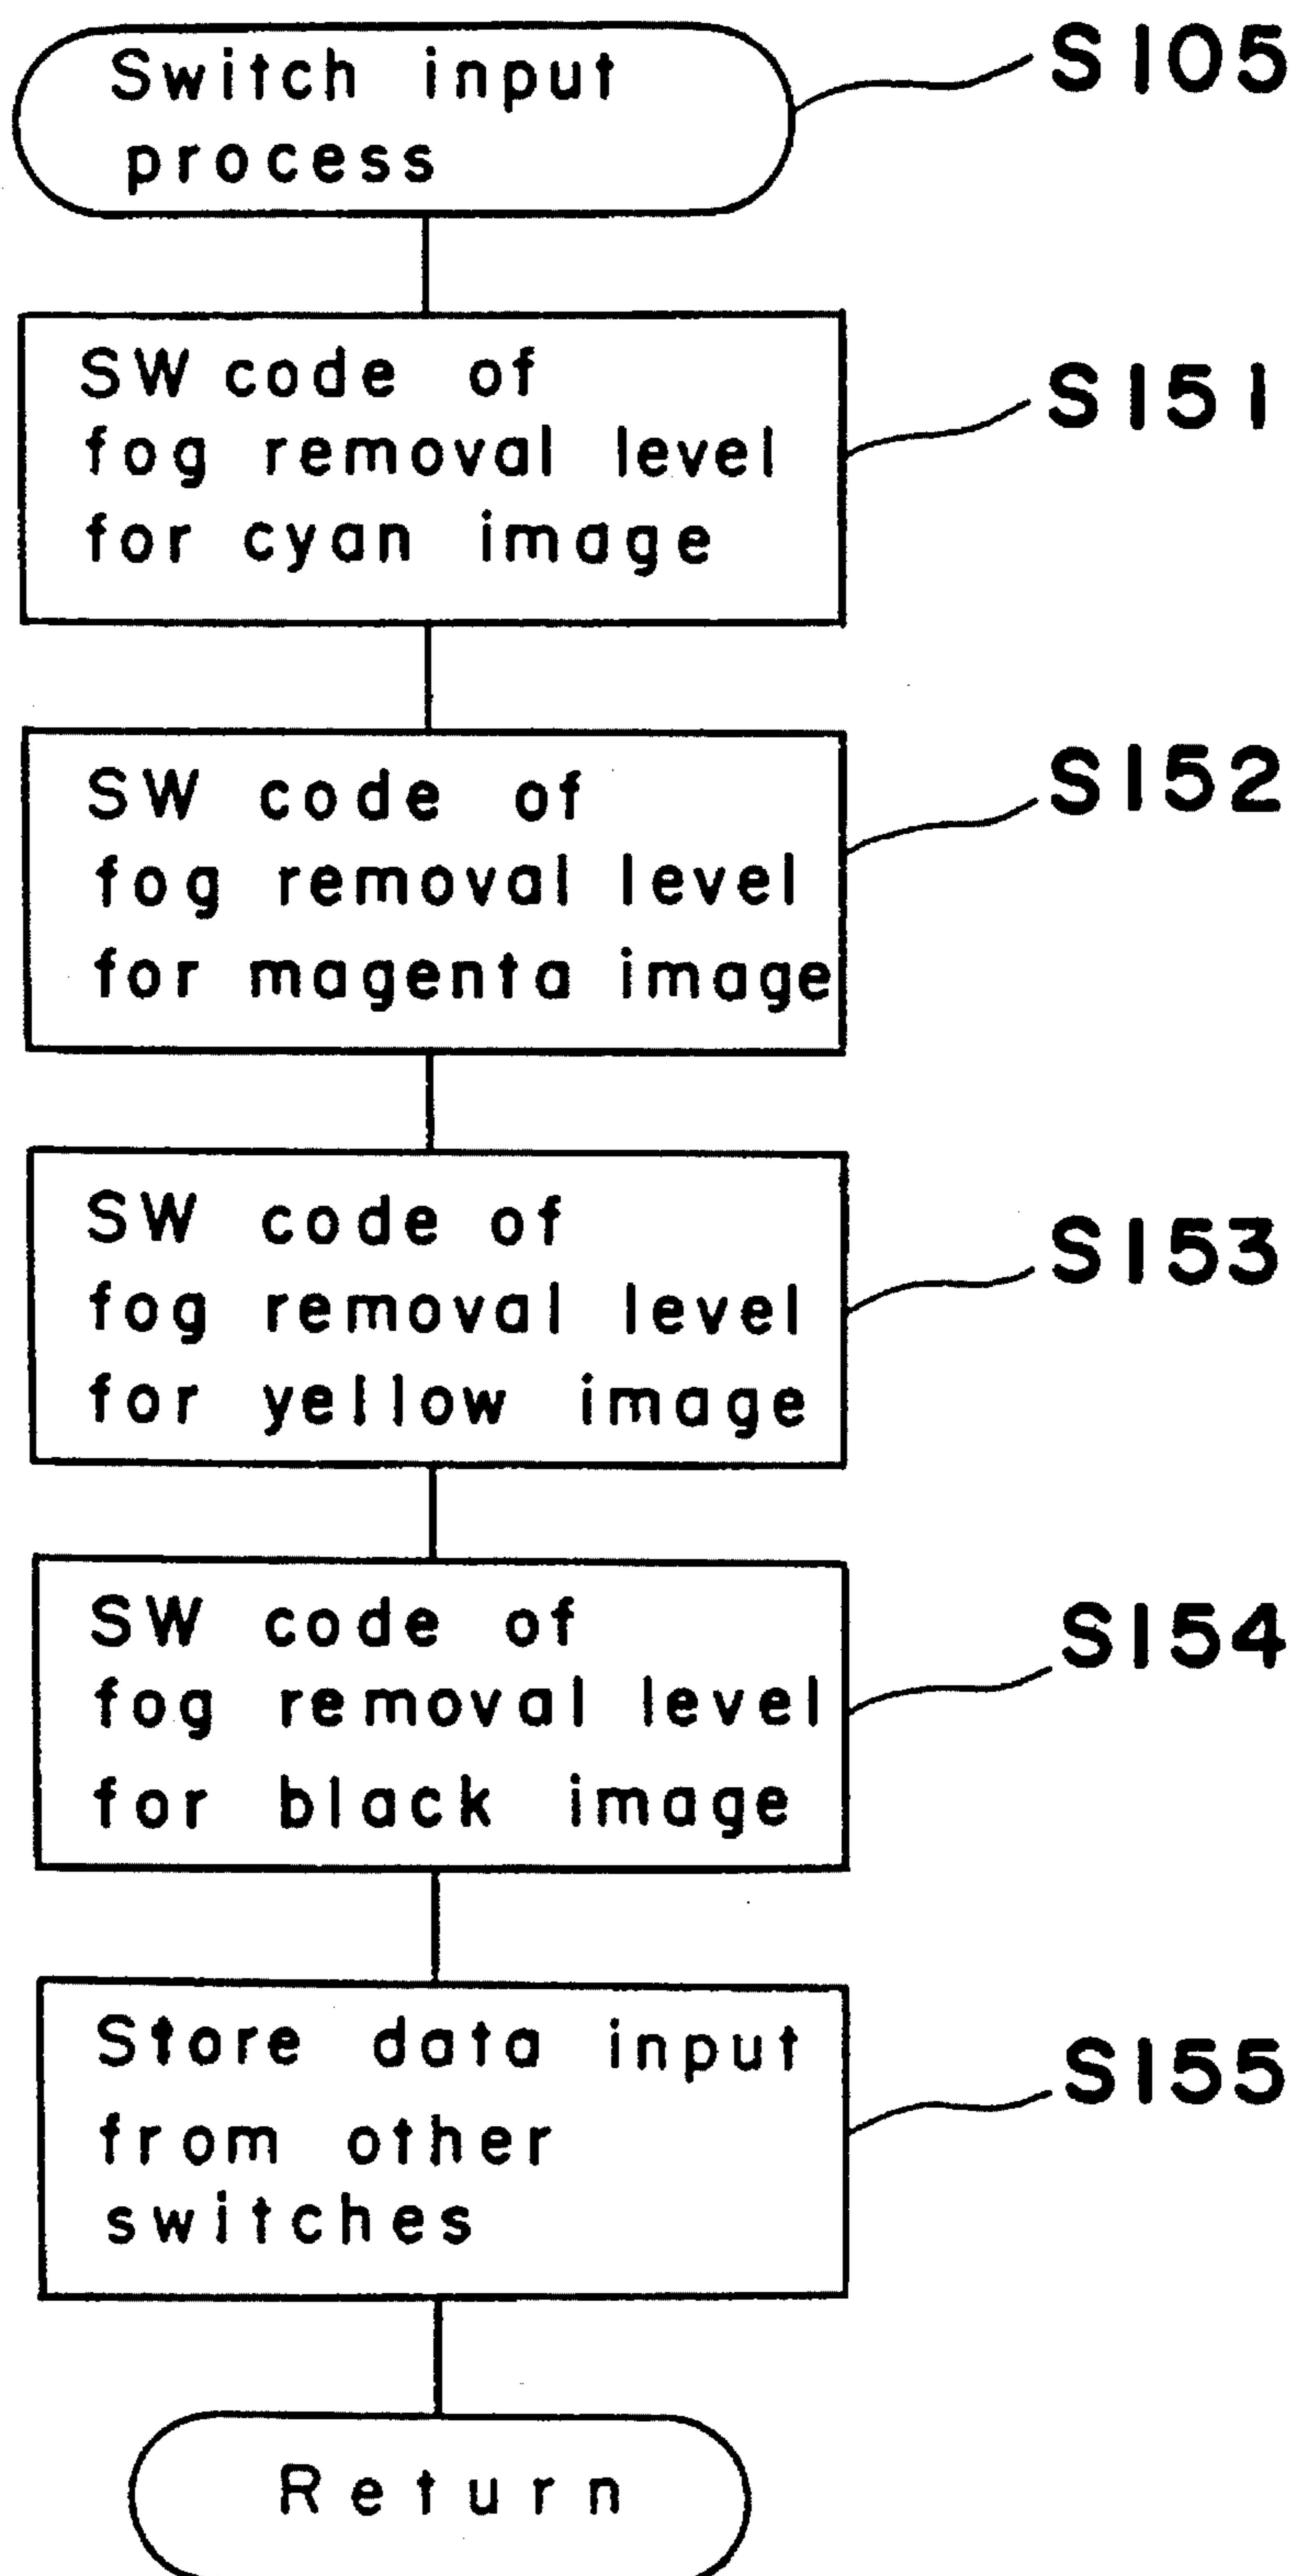 Switch input
process
S105
SW code of
fog removal level
for cyan image
S151
SW code of
fog removal level
for magenta image
S152
SW code of
fog removal level
for yellow image
S153
SW code of
fog removal level
for black image
S154
Store data input
from other
switches
S155
Return